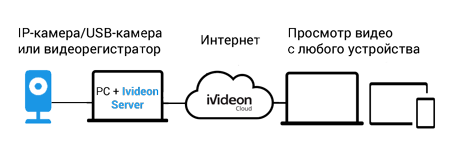 IP-камера/USB-камера
или видеорегистратор
Интернет
Просмотр видео
с любого устройства
PC + Ivideon
Server
iVideon
Cloud